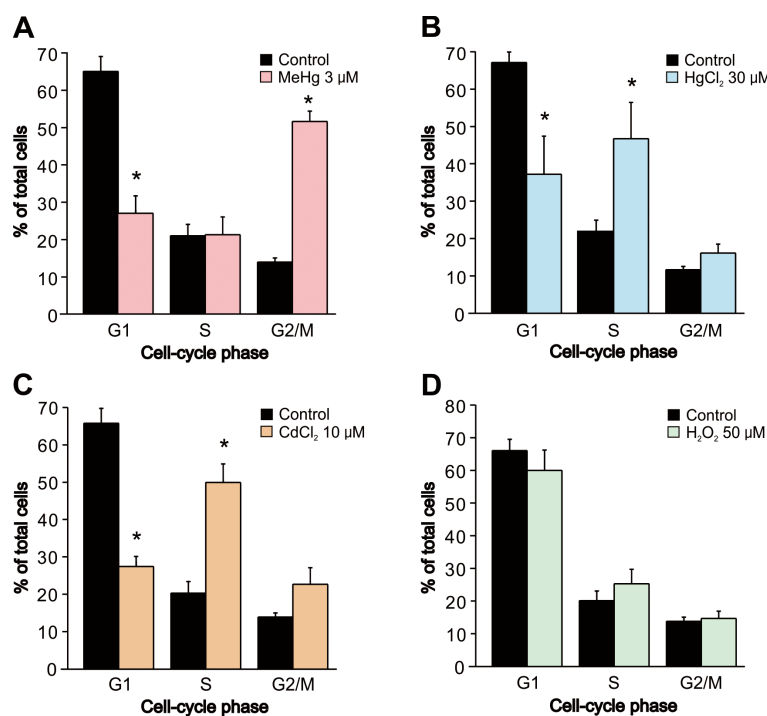 A
% of total cells
70
60
50
40
30
20
10
0
*
*
Control
MeHg 3 µM
G1 S G2/M
Cell-cycle phase
B
% of total cells
70
60
50
40
30
20
10
0
*
*
Control
HgCl₂ 30 µM
G1 S G2/M
Cell-cycle phase
C
% of total cells
70
60
50
40
30
20
10
0
*
*
Control
CdCl₂ 10 µM
G1 S G2/M
Cell-cycle phase
D
% of total cells
80
70
60
50
40
30
20
10
0
Control
H₂O₂ 50 µM
G1 S G2/M
Cell-cycle phase